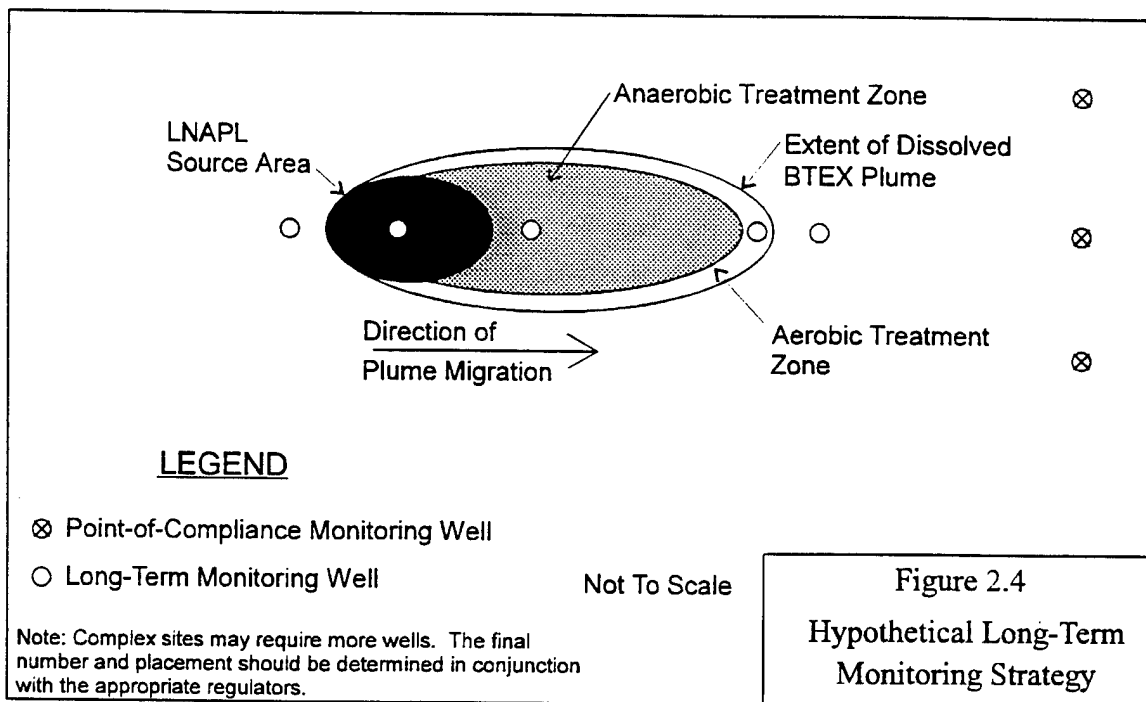 Anaerobic Treatment Zone
LNAPL
Source Area
Extent of Dissolved
BTEX Plume
Direction of
Plume Migration
Aerobic Treatment
Zone
LEGEND
⊗ Point-of-Compliance Monitoring Well
○ Long-Term Monitoring Well
Not To Scale
Note: Complex sites may require more wells. The final
number and placement should be determined in conjunction
with the appropriate regulators.
Figure 2.4
Hypothetical Long-Term
Monitoring Strategy